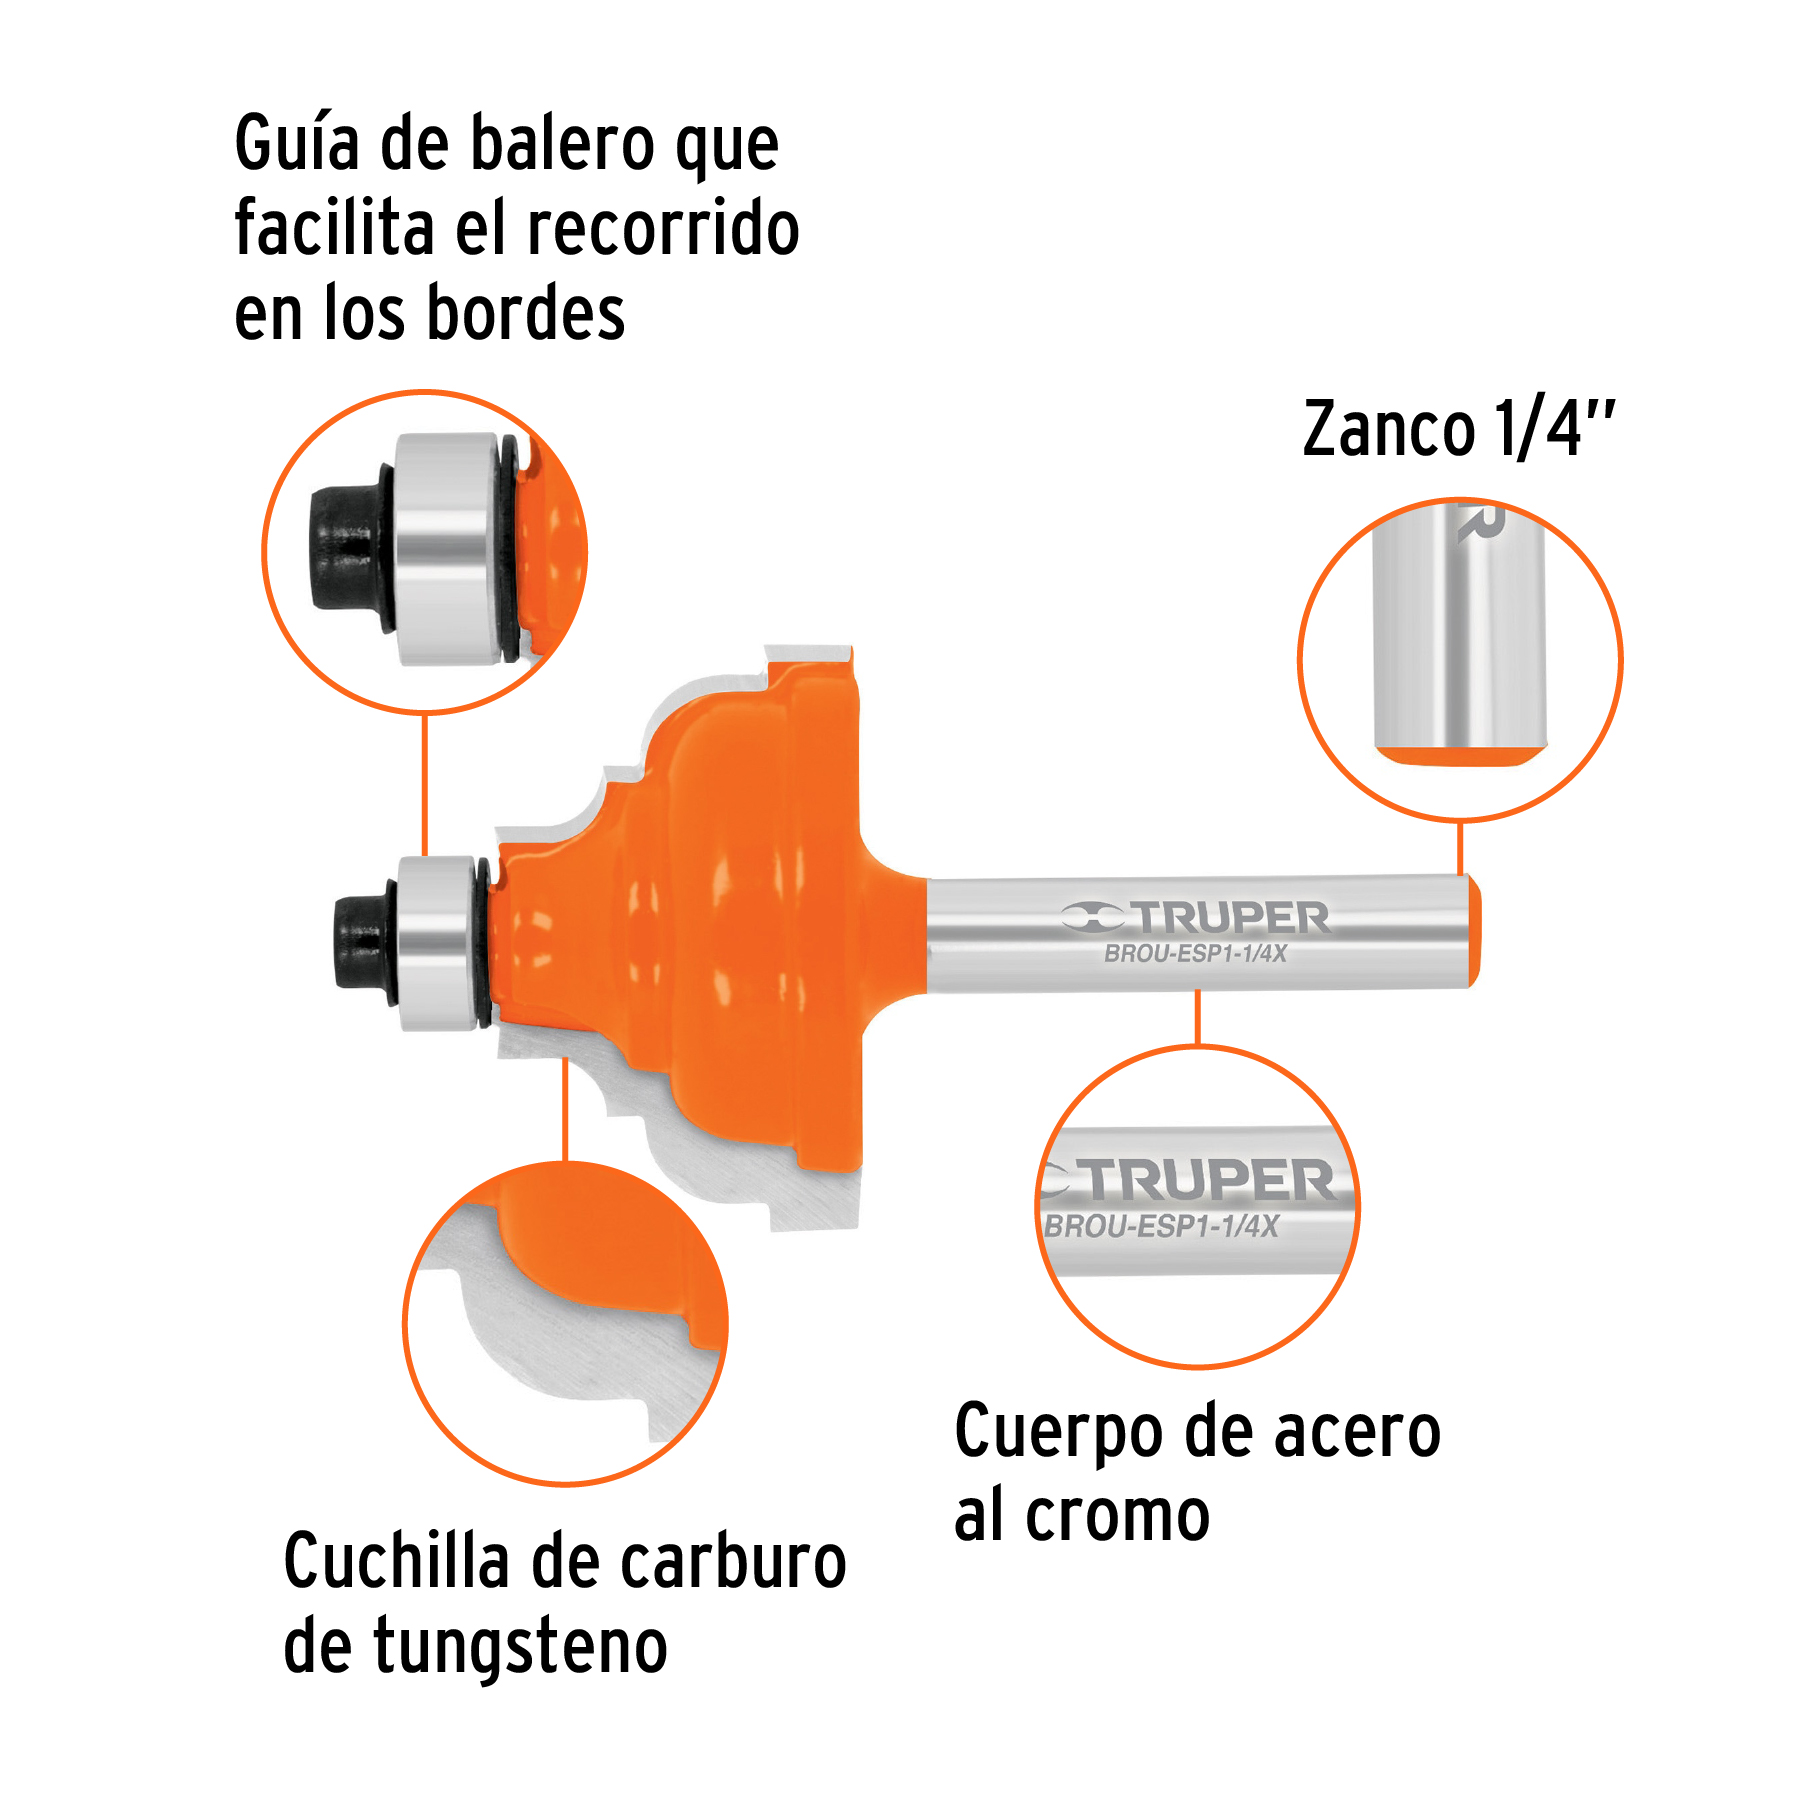 Guía de balero que
facilita el recorrido
en los bordes
Zanco 1/4"
R
TRUPER
BROU-ESP1-1/4X
TRUPER
BROU-ESP1-1/4X
Cuerpo de acero
al cromo
Cuchilla de carburo
de tungsteno